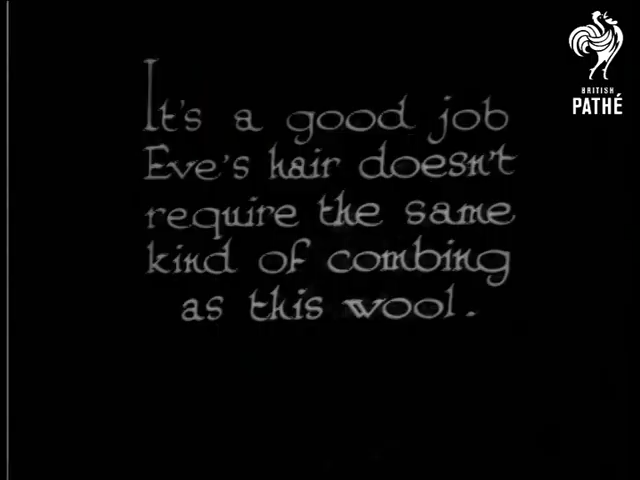 It's a good job
Eve's hair doesn't
require the same
kind of combing
as this wool.
BRITISH
PATHÉ